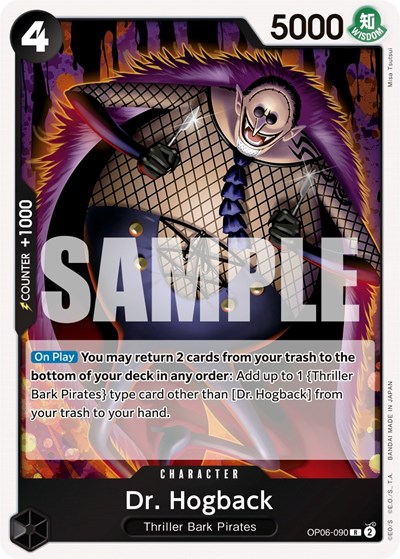 4
5000
知
WISDOM
Misa Tsutsui
COUNTER +1000
SAMPLE
On Play You may return 2 cards from your trash to the
bottom of your deck in any order: Add up to 1 {Thriller
Bark Pirates} type card other than [Dr. Hogback] from
your trash to your hand.
©E.O/S ©E.O./S., T.A. BANDAI MADE IN JAPAN
CHARACTER
Dr. Hogback
Thriller Bark Pirates
OP06-090 R 2